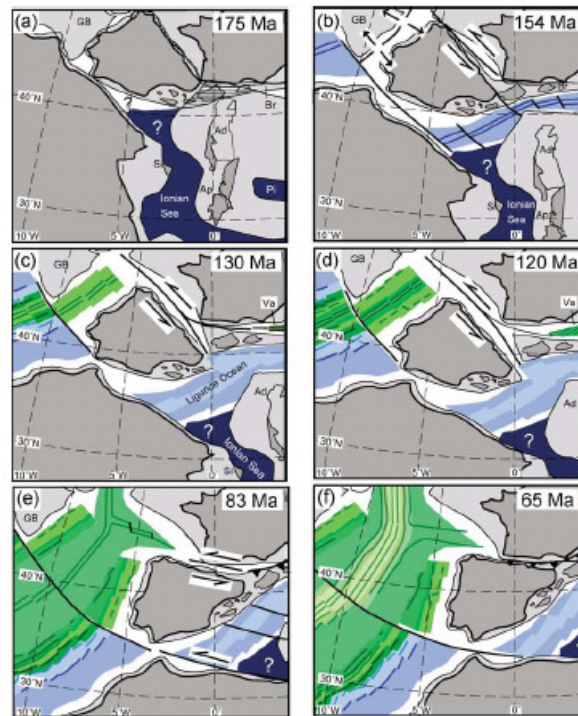 (a)
GB
175 Ma
40°N
?
?
Br
Ad
Si
Ionian
Sea
Ap
Pi
30°N
10°W
5°W
0°
(b)
GB
154 Ma
40°N
Br
?
Ad
Si
Ionian
Sea
Ap
30°N
10°W
5°W
0°
(c)
GB
130 Ma
Va
40°N
Liguride Ocean
Ad
?
Ionian Sea
30°N
Si
10°W
5°W
0°
(d)
GB
120 Ma
Va
40°N
Ad
?
30°N
10°W
5°W
0°
(e)
GB
83 Ma
40°N
?
30°N
10°W
5°W
0°
(f)
65 Ma
40°N
30°N
10°W
5°W
0°